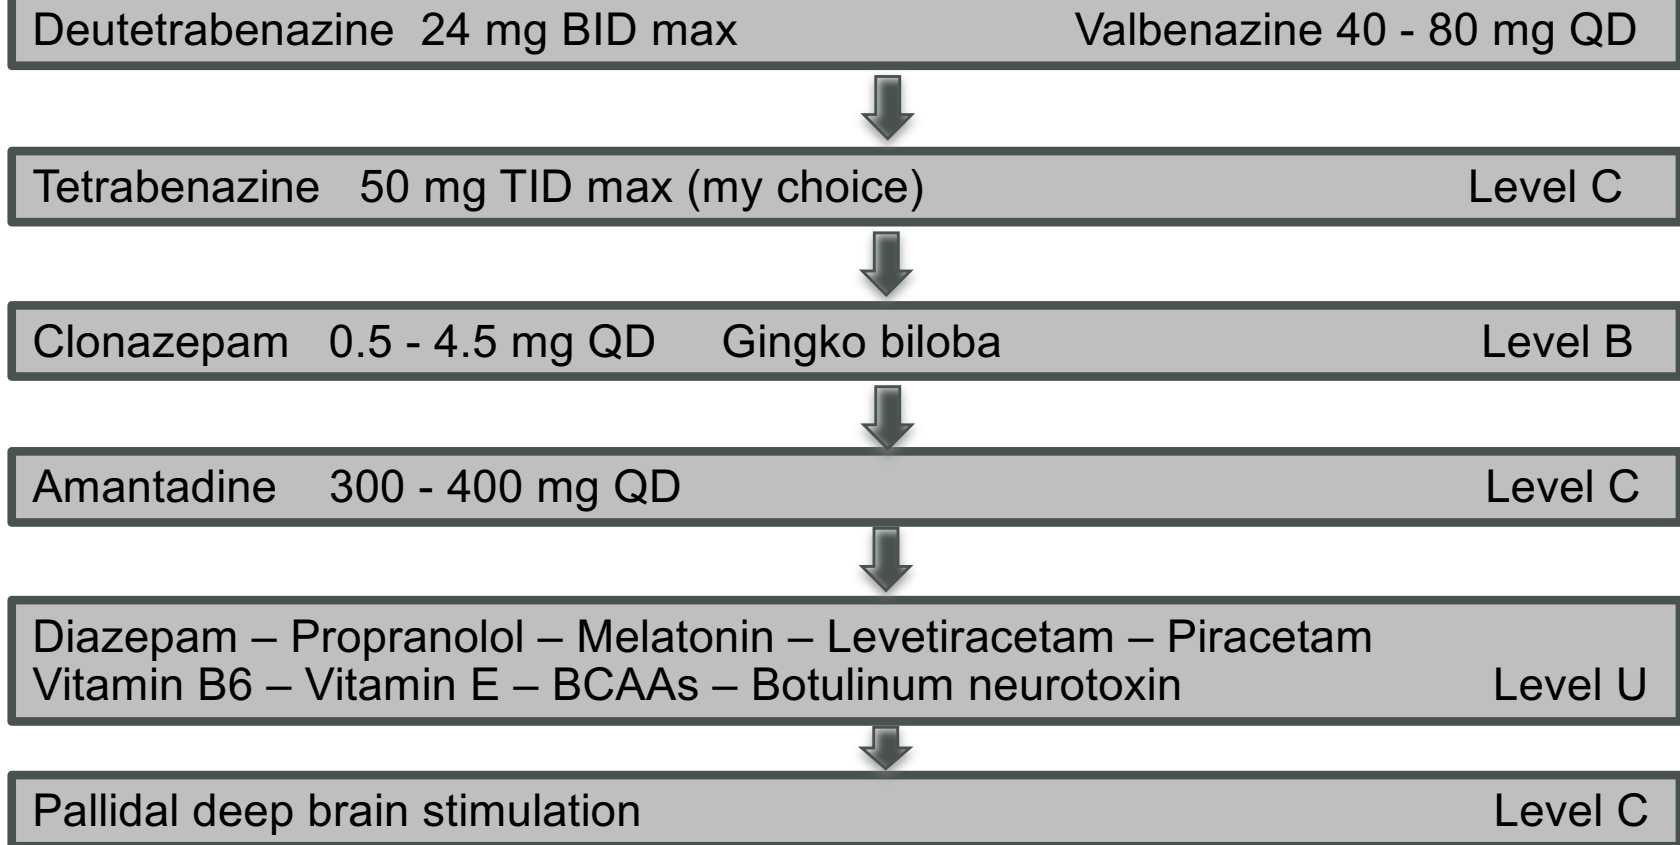 Deutetrabenazine 24 mg BID max Valbenazine 40 - 80 mg QD
Tetrabenazine 50 mg TID max (my choice) Level C
Clonazepam 0.5 - 4.5 mg QD Gingko biloba Level B
Amantadine 300 - 400 mg QD Level C
Diazepam – Propranolol – Melatonin – Levetiracetam – Piracetam
Vitamin B6 – Vitamin E – BCAAs – Botulinum neurotoxin Level U
Pallidal deep brain stimulation Level C